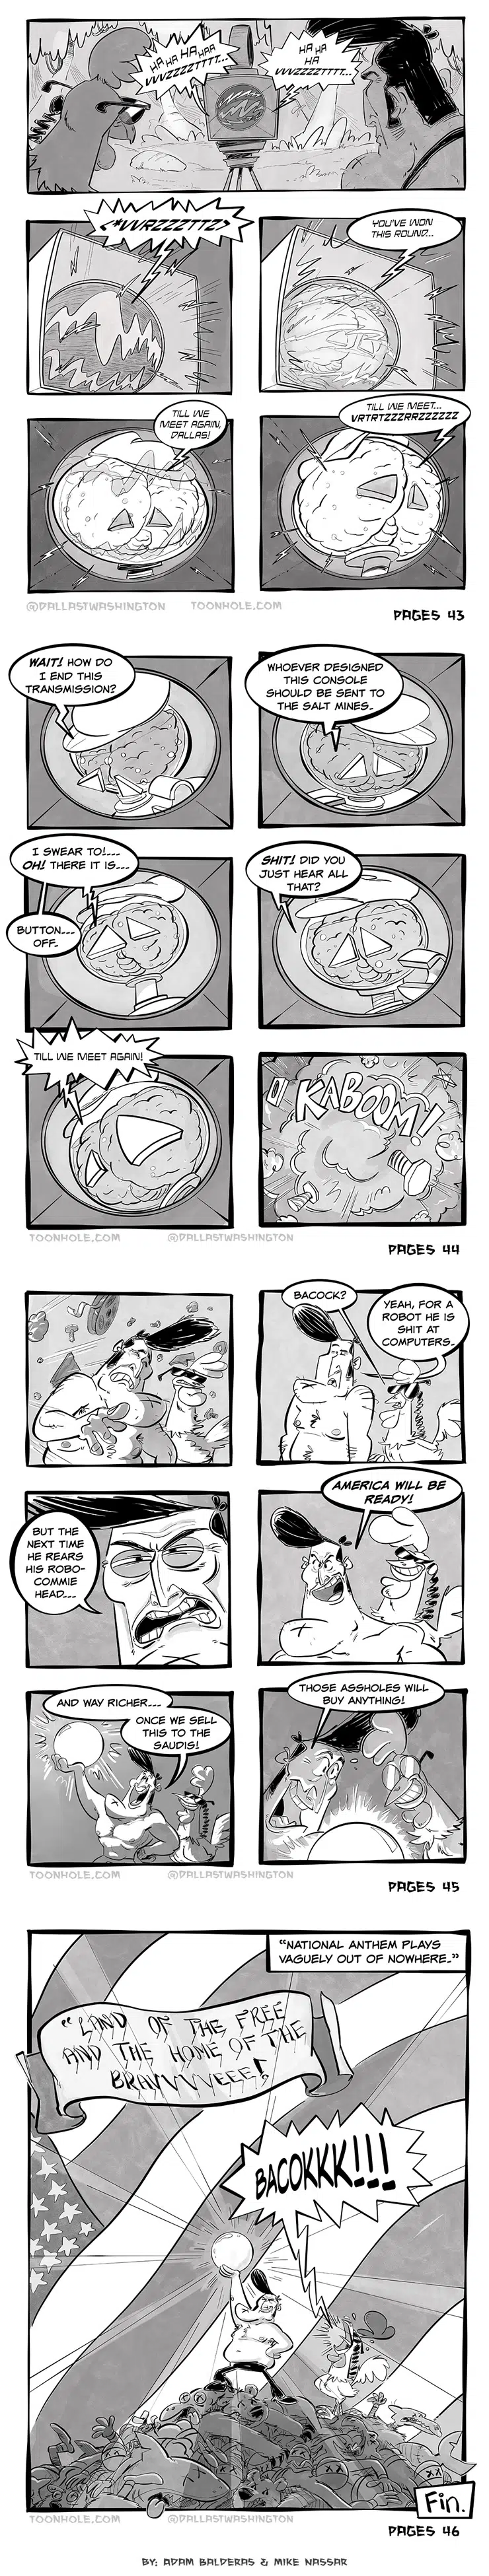 HA HA HA HAA
VVVZZZZTTTT...
HA HA
HA
VVVZZZZTTTT...
<*VVRZZZTTZ>
YOU'VE WON
THIS ROUND...
TILL WE
MEET AGAIN,
DALLAS!
TILL WE MEET...
VRTRTZZZRRZZZZZZ
@DALLASTWASHINGTON TOONHOLE.COM
PAGES 43
WAIT! HOW DO
I END THIS
TRANSMISSION?
WHOEVER DESIGNED
THIS CONSOLE
SHOULD BE SENT TO
THE SALT MINES.
I SWEAR TO!...
OH! THERE IT IS...
BUTTON...
OFF.
SHIT! DID YOU
JUST HEAR ALL
THAT?
TILL WE MEET AGAIN!
KABOOM!
TOONHOLE.COM @DALLASTWASHINGTON
PAGES 44
BACOCK?
YEAH, FOR A
ROBOT HE IS
SHIT AT
COMPUTERS.
BUT THE
NEXT TIME
HE REARS
HIS ROBO-
COMMIE
HEAD...
AMERICA WILL BE
READY!
AND WAY RICHER...
ONCE WE SELL
THIS TO THE
SAUDIS!
THOSE ASSHOLES WILL
BUY ANYTHING!
TOONHOLE.COM @DALLASTWASHINGTON
PAGES 45
"NATIONAL ANTHEM PLAYS
VAGUELY OUT OF NOWHERE."
"LAND OF THE FREE
AND THE HOME OF THE
BRAVVVVEEE!
BACOKKK!!!
Fin.
TOONHOLE.COM @DALLASTWASHINGTON
PAGES 46
BY: ADAM BALDERAS & MIKE NASSAR